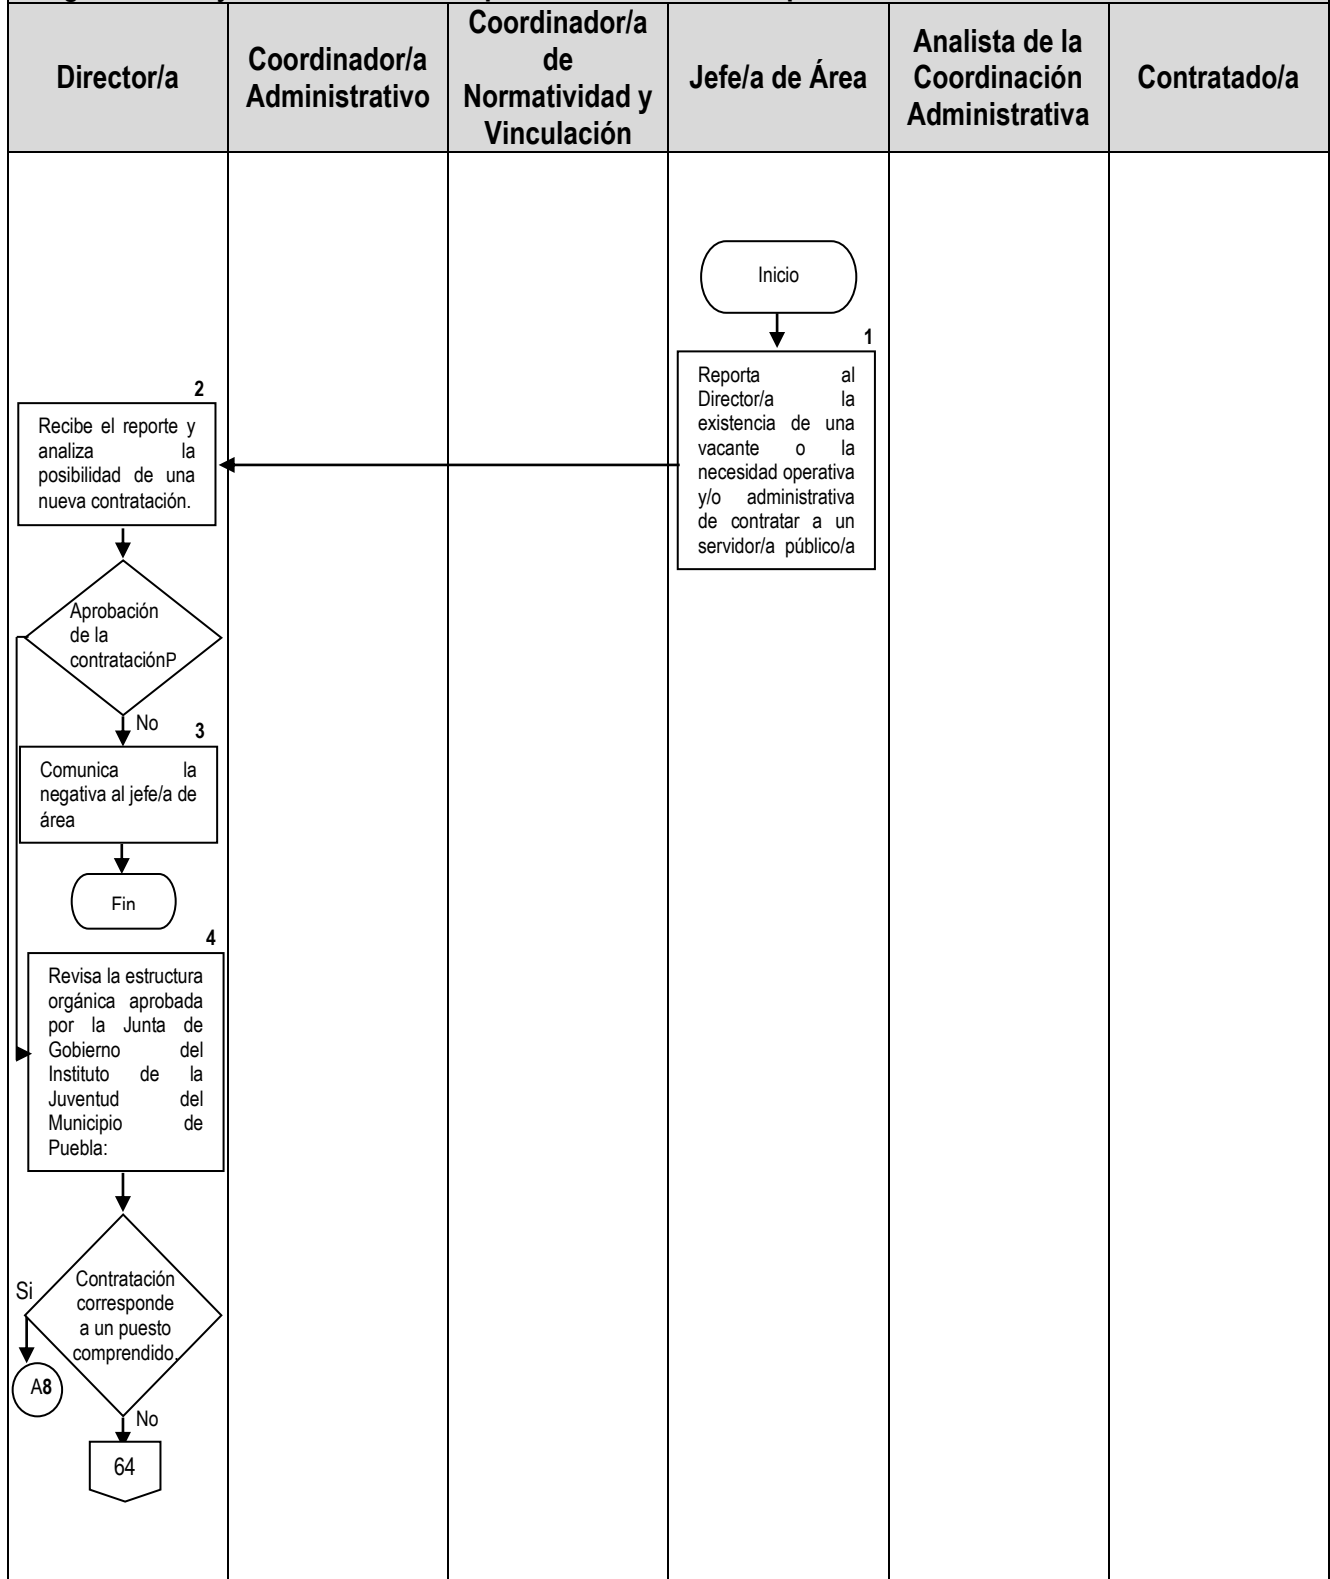 Director/a
Coordinador/a
Administrativo
Coordinador/a
de
Normatividad y
Vinculación
Jefe/a de Área
Analista de la
Coordinación
Administrativa
Contratado/a
Inicio
1
Reporta al
Director/a la
existencia de una
vacante o la
necesidad operativa
y/o administrativa
de contratar a un
servidor/a público/a
2
Recibe el reporte y
analiza la
posibilidad de una
nueva contratación.
Aprobación
de la
contrataciónP
No
3
Comunica la
negativa al jefe/a de
área
Fin
4
Revisa la estructura
orgánica aprobada
por la Junta de
Gobierno del
Instituto de la
Juventud del
Municipio de
Puebla:
Si
Contratación
corresponde
a un puesto
comprendido.
A8
No
64